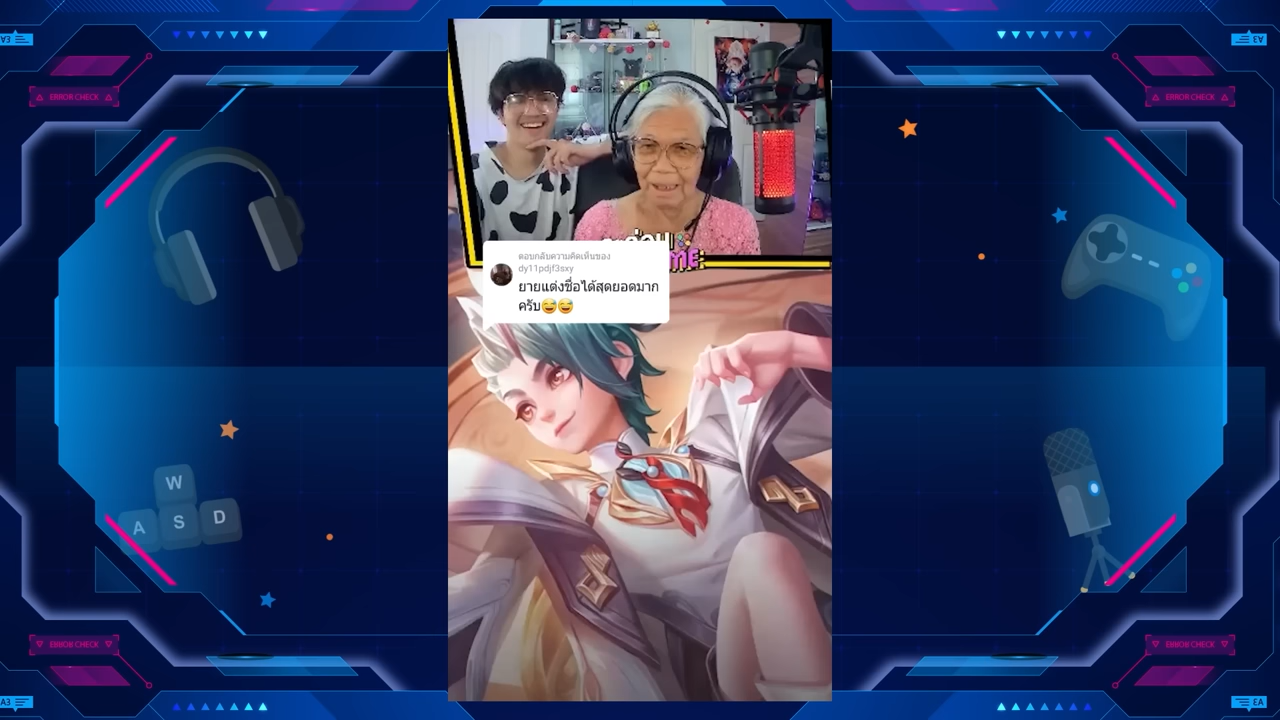 ERROR CHECK
ERROR CHECK
ตอบกลับความคิดเห็นของ
dy11pdjf3sxy
ยายแต่งชื่อได้สุดยอดมาก
ครับ😅😅
W
A S D
ERROR CHECK
ERROR CHECK
A3